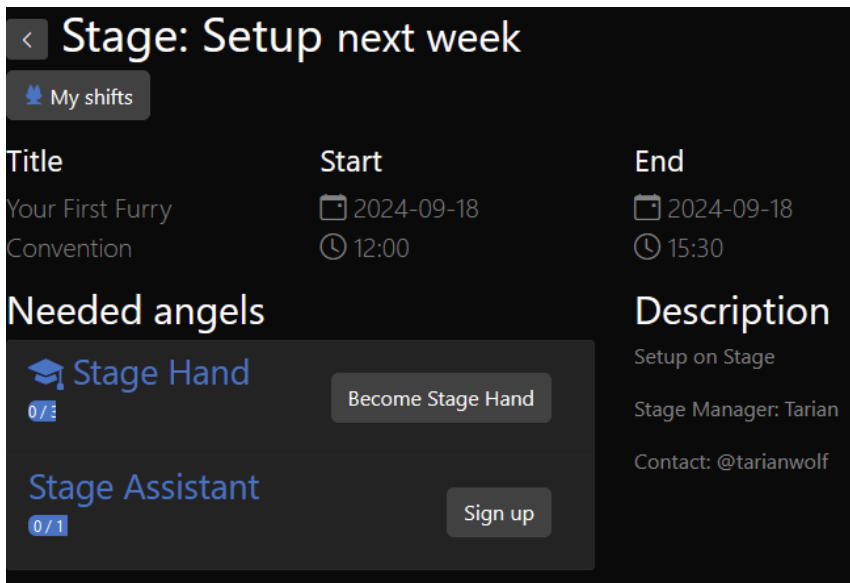 Stage: Setup next week
My shifts
Title
Start
End
Your First Furry
Convention
2024-09-18
12:00
2024-09-18
15:30
Needed angels
Stage Hand
0 / 3
Become Stage Hand
Stage Assistant
0 / 1
Sign up
Description
Setup on Stage
Stage Manager: Tarian
Contact: @tarianwolf